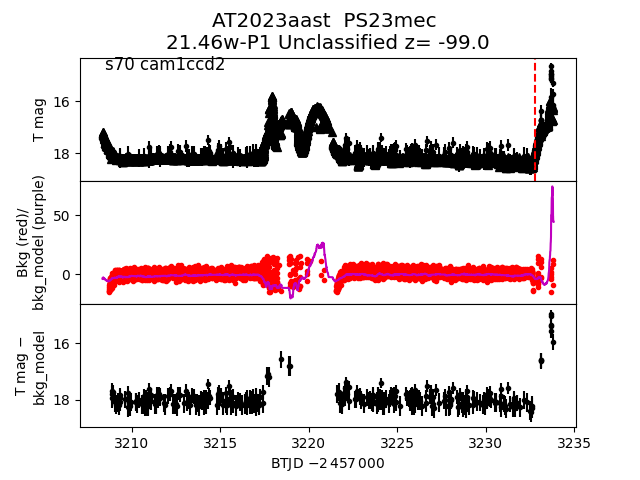 AT2023aast  PS23mec
21.46w-P1 Unclassified z= -99.0
s70 cam1ccd2
T mag
16
18
Bkg (red)/
bkg_model (purple)
50
0
T mag −
bkg_model
16
18
3210 3215 3220 3225 3230 3235
BTJD −2 457 000